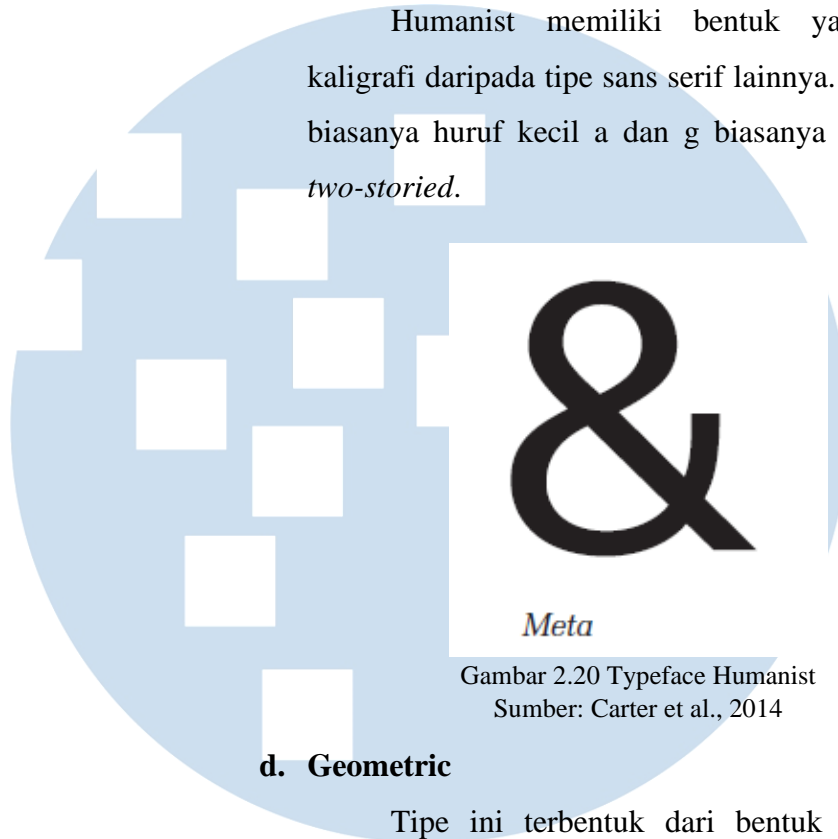 Humanist memiliki bentuk
kaligrafi daripada tipe sans serif lainnya.
biasanya huruf kecil a dan g biasanya
two-storied.
&
Meta
Gambar 2.20 Typeface Humanist
Sumber: Carter et al., 2014
d. Geometric
Tipe ini terbentuk dari bentuk